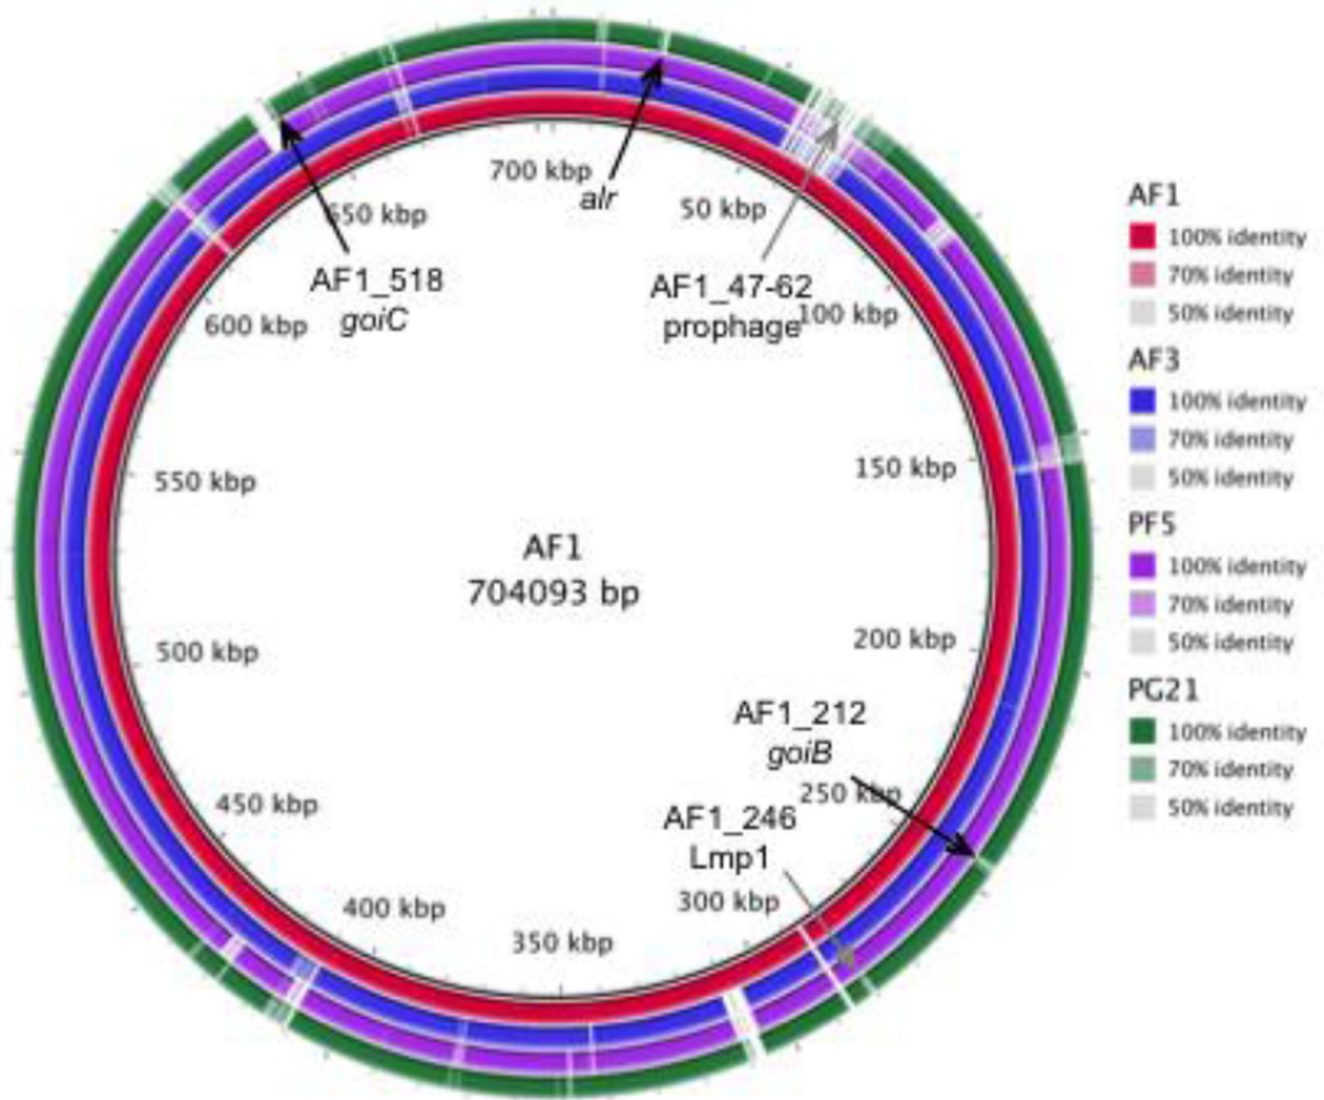 700 kbp
alr
50 kbp
650 kbp
AF1_518
goiC
AF1_47-62
prophage
100 kbp
600 kbp
150 kbp
550 kbp
AF1
704093 bp
200 kbp
500 kbp
AF1_212
goiB
250 kbp
450 kbp
AF1_246
Lmp1
300 kbp
400 kbp
350 kbp
AF1
100% identity
70% identity
50% identity
AF3
100% identity
70% identity
50% identity
PF5
100% identity
70% identity
50% identity
PG21
100% identity
70% identity
50% identity